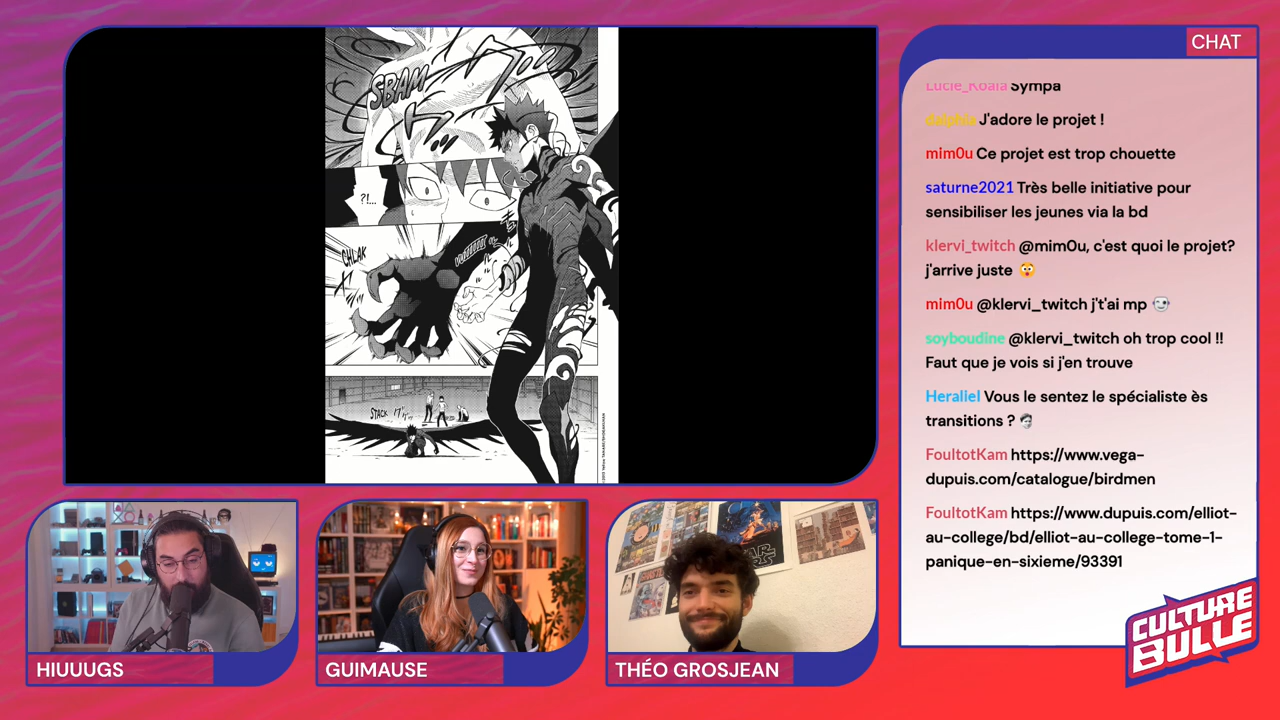 SBAM
?!...
CHLAK
STACK
CHAT
Lucie_Koala Sympa
dalphia J'adore le projet !
mim0u Ce projet est trop chouette
saturne2021 Très belle initiative pour
sensibiliser les jeunes via la bd
klervi_twitch @mim0u, c'est quoi le projet?
j'arrive juste 😲
mim0u @klervi_twitch j't'ai mp
soyboudine @klervi_twitch oh trop cool !!
Faut que je vois si j'en trouve
Heraliel Vous le sentez le spécialiste ès
transitions ?
FoultotKam https://www.vega-
dupuis.com/catalogue/birdmen
FoultotKam https://www.dupuis.com/elliot-
au-college/bd/elliot-au-college-tome-1-
panique-en-sixieme/93391
STAR
HIUUUGS
GUIMAUSE
THÉO GROSJEAN
CULTURE
BULLE